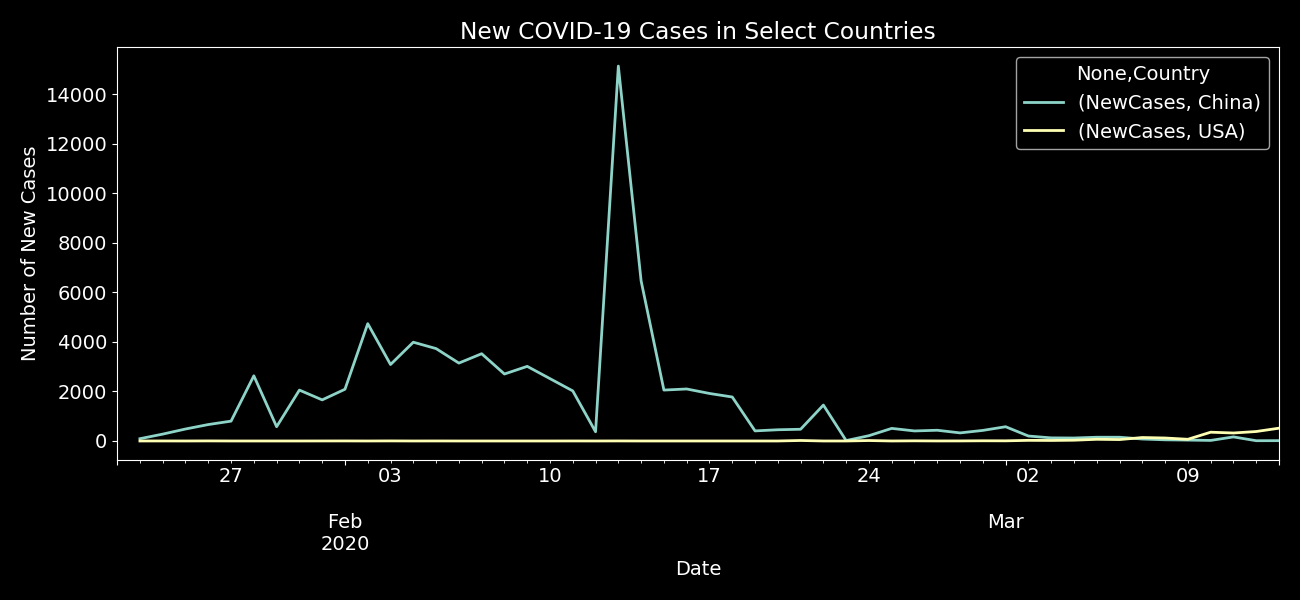 New COVID-19 Cases in Select Countries
None,Country
(NewCases, China)
(NewCases, USA)
Number of New Cases
14000
12000
10000
8000
6000
4000
2000
0
27 03 10 17 24 02 09
Feb Mar
2020
Date